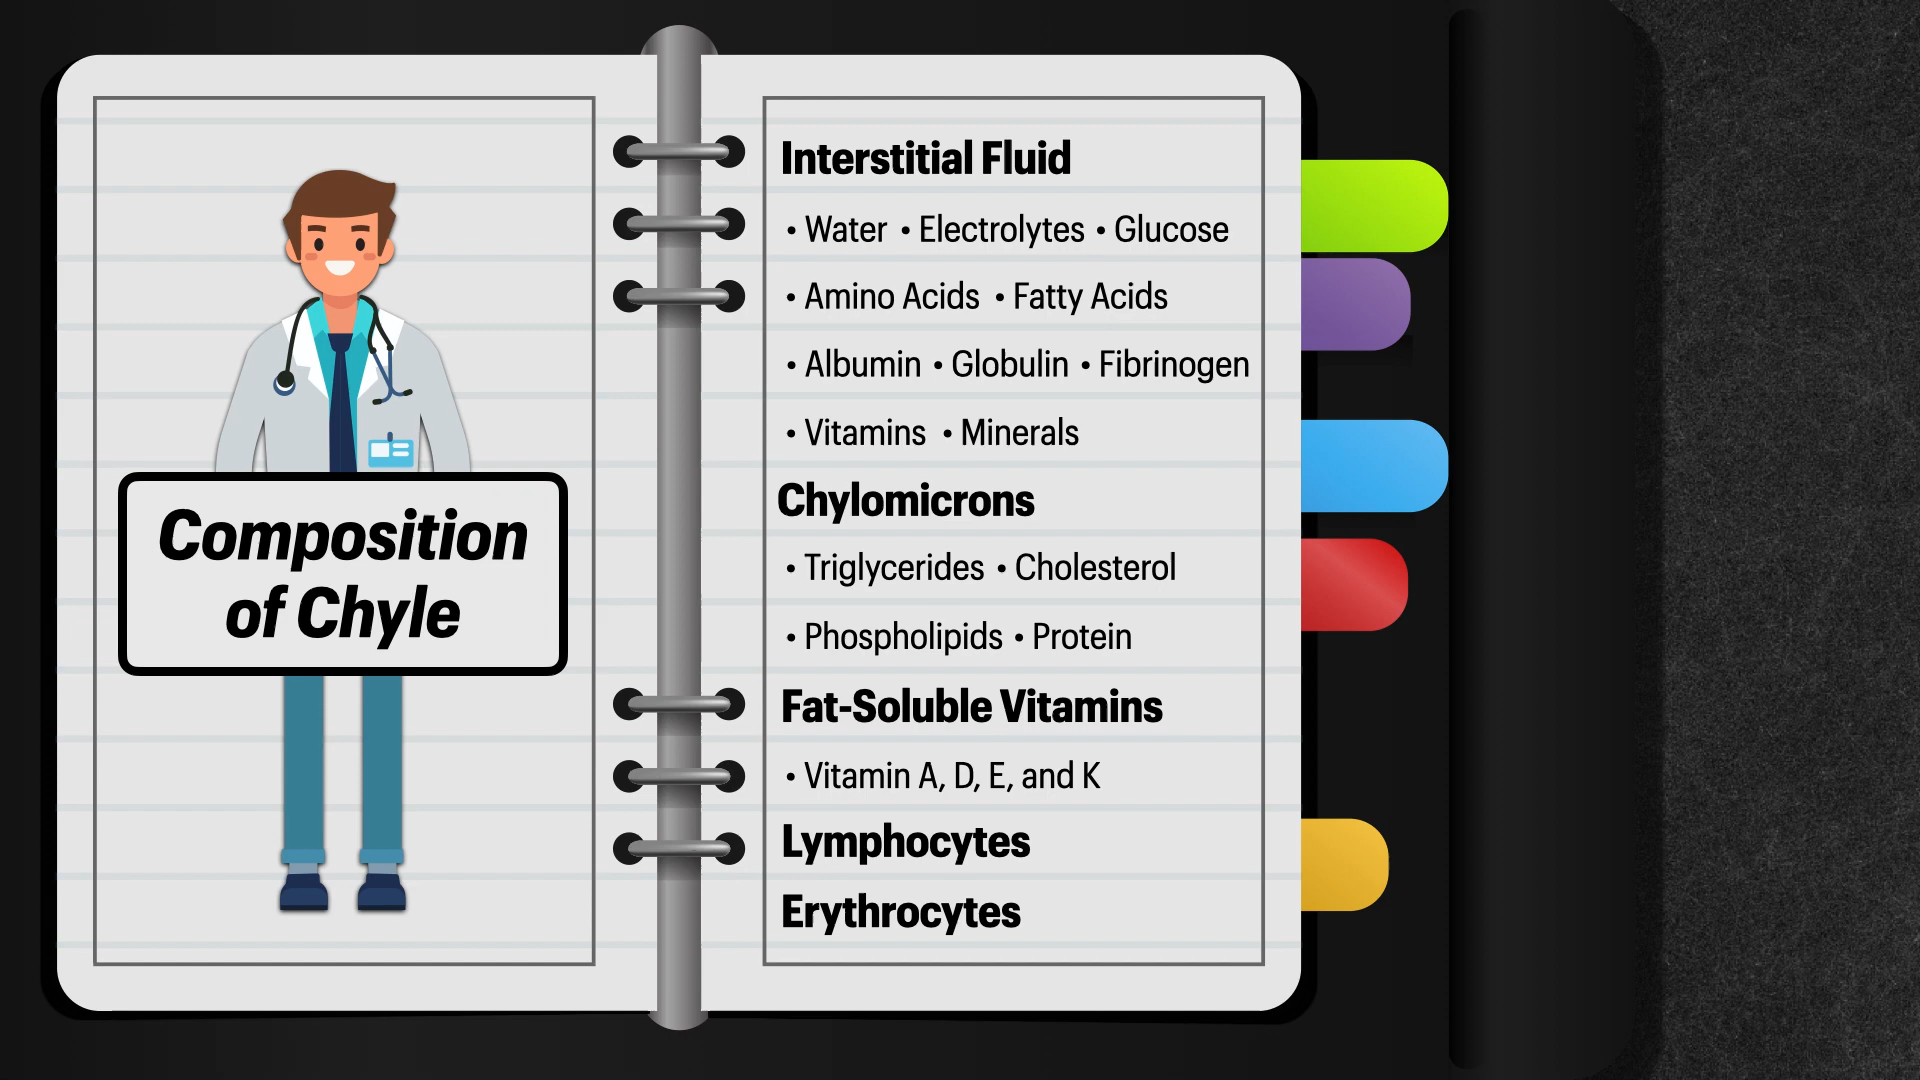 Composition
of Chyle
Interstitial Fluid
• Water • Electrolytes • Glucose
• Amino Acids • Fatty Acids
• Albumin • Globulin • Fibrinogen
• Vitamins • Minerals
Chylomicrons
• Triglycerides • Cholesterol
• Phospholipids • Protein
Fat-Soluble Vitamins
• Vitamin A, D, E, and K
Lymphocytes
Erythrocytes